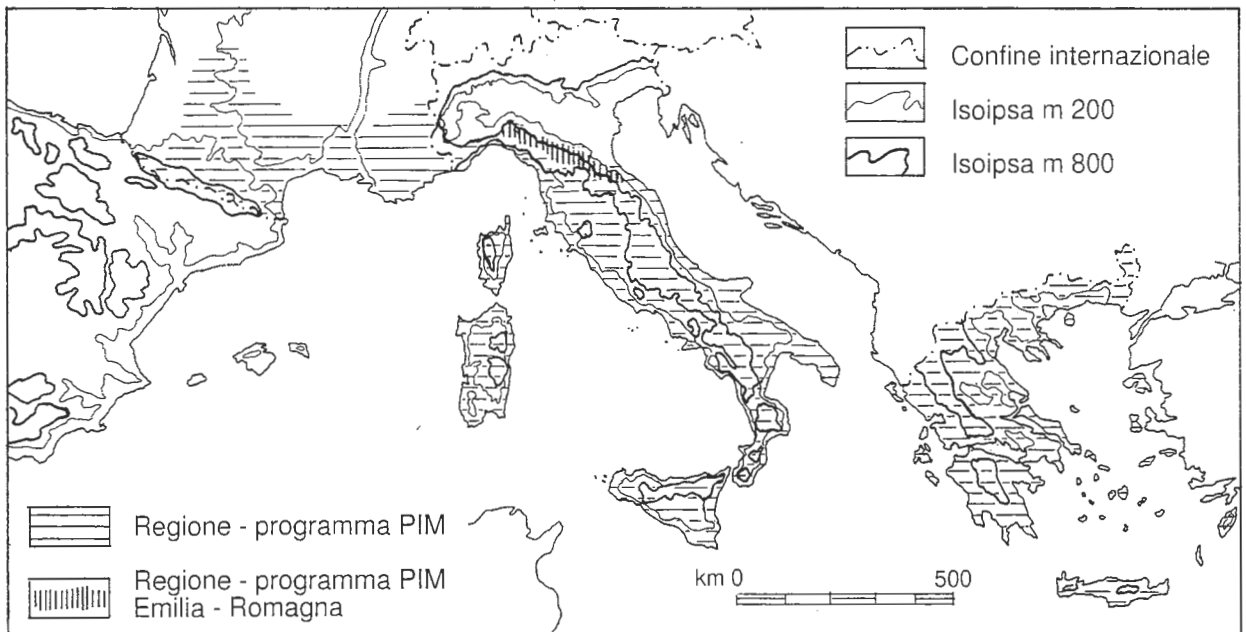 Confine internazionale
Isoipsa m 200
Isoipsa m 800
Regione - programma PIM
Regione - programma PIM
Emilia - Romagna
km 0 500